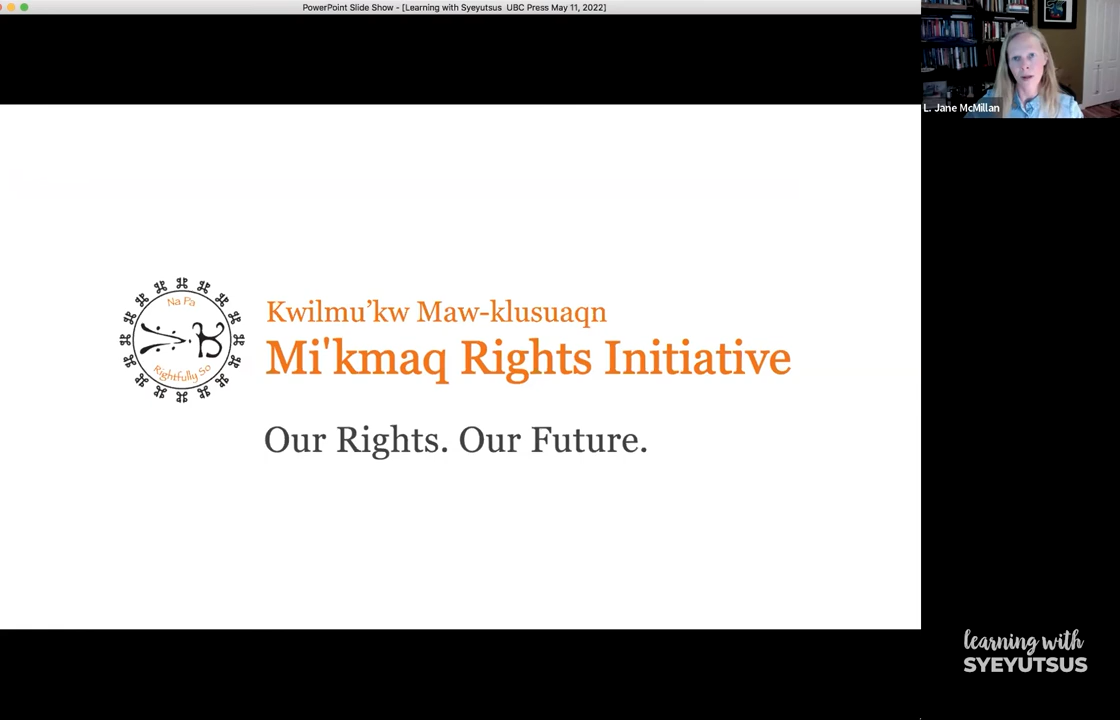 PowerPoint Slide Show - [Learning with Syeyutsus  UBC Press May 11, 2022]
L. Jane McMillan
Na Pa
Rightfully So
Kwilmu’kw Maw-klusuaqn
Mi'kmaq Rights Initiative
Our Rights. Our Future.
learning with
SYEYUTSUS